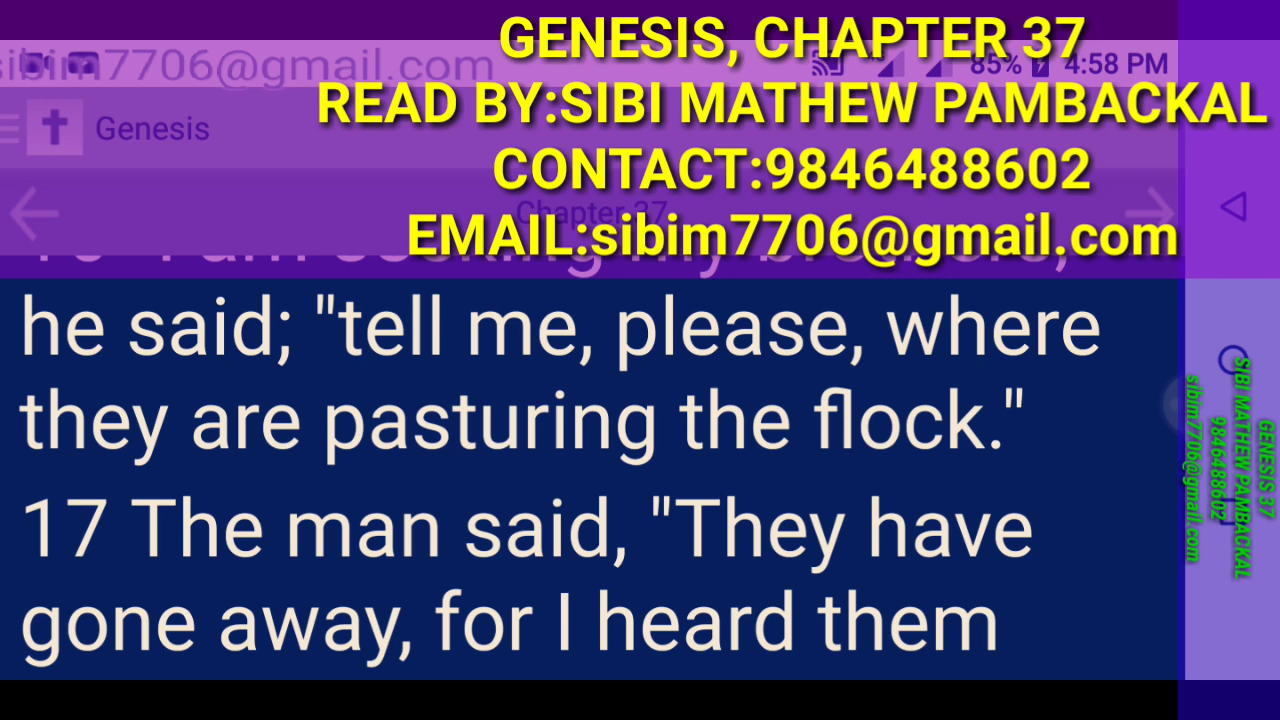 GENESIS, CHAPTER 37
sibim7706@gmail.com
85% 4:58 PM
READ BY:SIBI MATHEW PAMBACKAL
Genesis
CONTACT:9846488602
Chapter 37
EMAIL:sibim7706@gmail.com
he said; "tell me, please, where
they are pasturing the flock."
17 The man said, "They have
gone away, for I heard them
GENESIS 37
SIBI MATHEW PAMBACKAL
9846488602
sibim7706@gmail.com